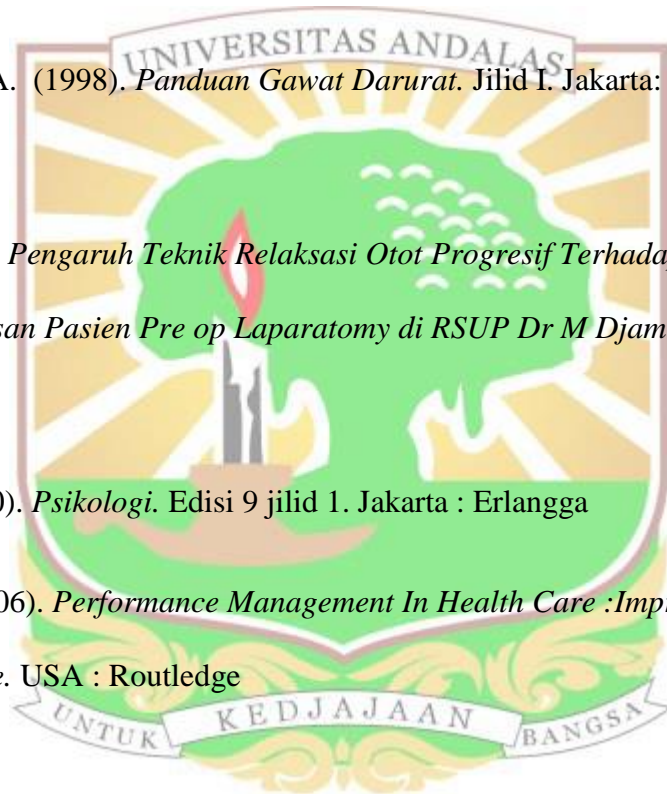 UNIVERSITAS ANDALAS
A. (1998). Panduan Gawat Darurat. Jilid I. Jakarta:
Pengaruh Teknik Relaksasi Otot Progresif Terhada
san Pasien Pre op Laparatomy di RSUP Dr M Djam
0). Psikologi. Edisi 9 jilid 1. Jakarta : Erlangga
06). Performance Management In Health Care :Imp
e. USA : Routledge
UNTUK KEDJAJAAN BANGSA